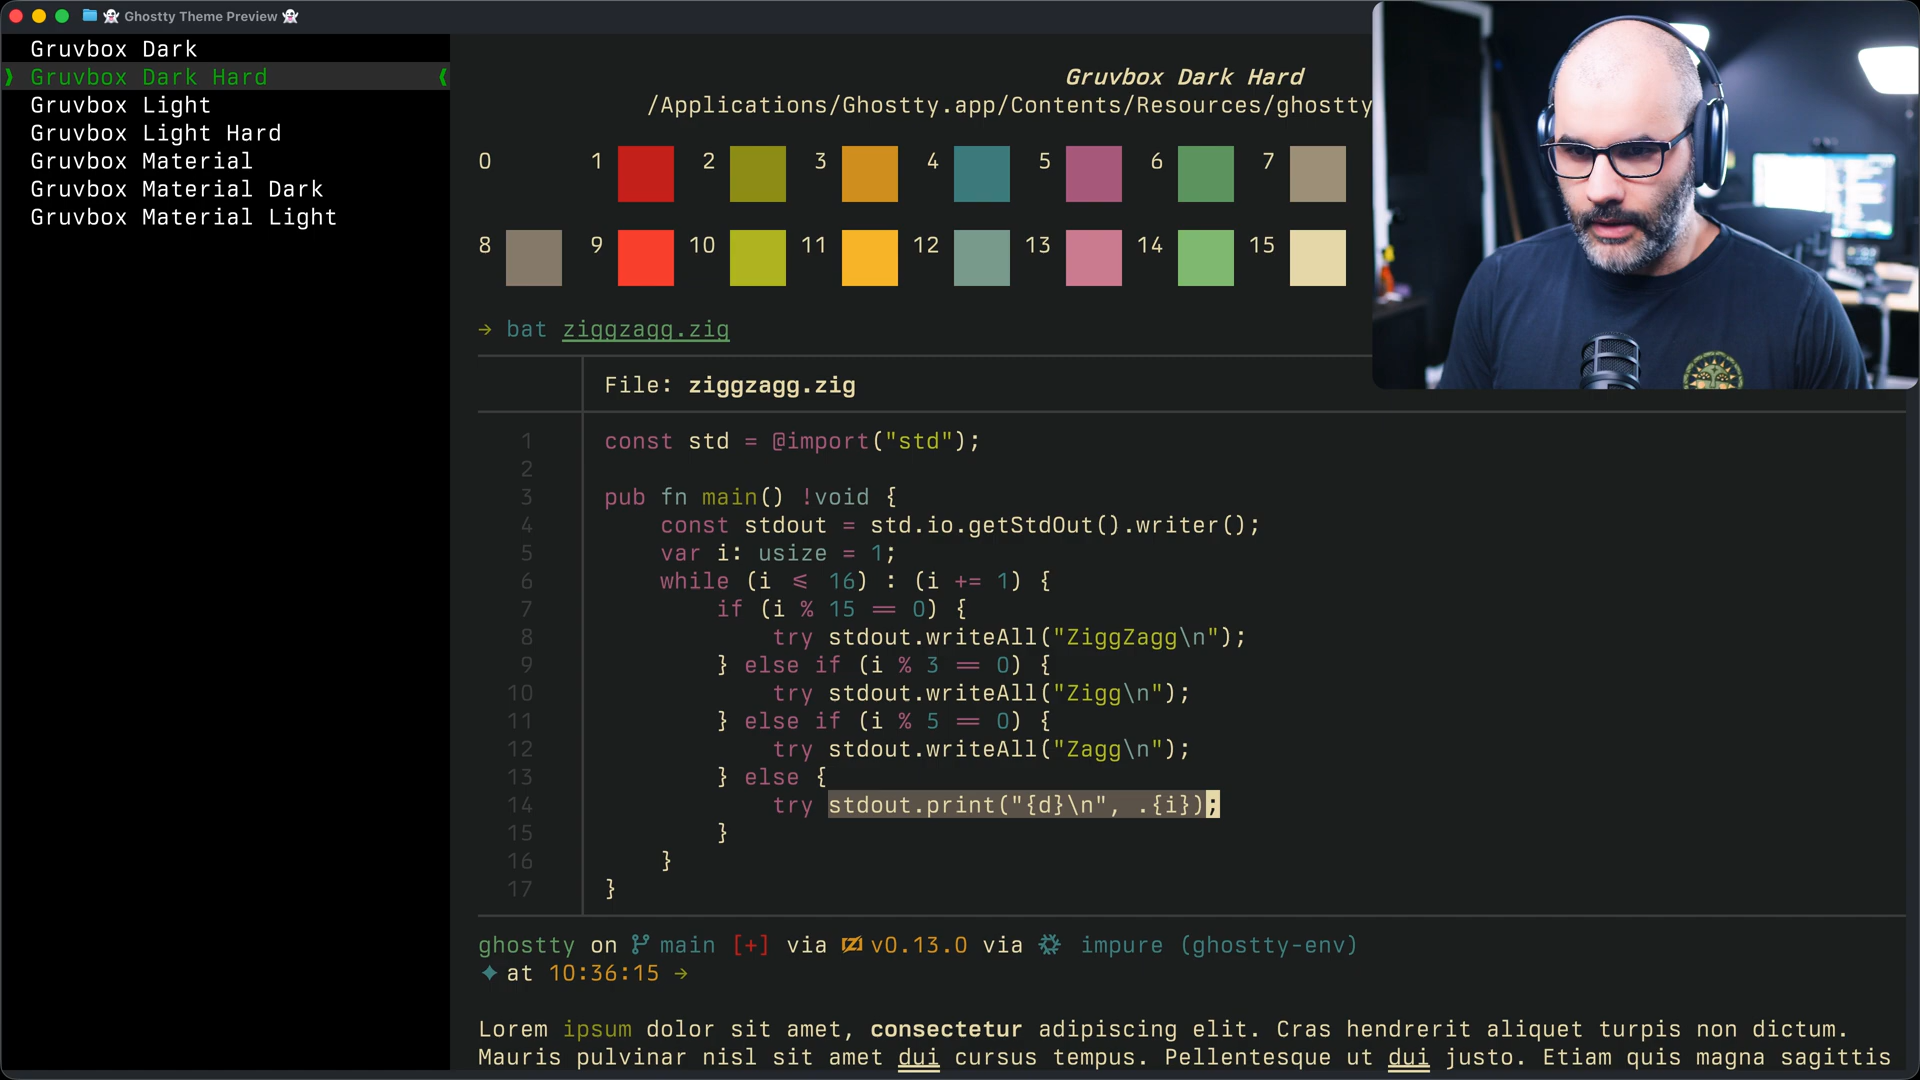 Ghostty Theme Preview
Gruvbox Dark
Gruvbox Dark Hard
Gruvbox Light
Gruvbox Light Hard
Gruvbox Material
Gruvbox Material Dark
Gruvbox Material Light
Gruvbox Dark Hard
/Applications/Ghostty.app/Contents/Resources/ghostty
0 1 2 3 4 5 6 7
8 9 10 11 12 13 14 15
→ bat ziggzagg.zig
File: ziggzagg.zig
1 const std = @import("std");
2
3 pub fn main() !void {
4 const stdout = std.io.getStdOut().writer();
5 var i: usize = 1;
6 while (i <= 16) : (i += 1) {
7 if (i % 15 == 0) {
8 try stdout.writeAll("ZiggZagg\n");
9 } else if (i % 3 == 0) {
10 try stdout.writeAll("Zigg\n");
11 } else if (i % 5 == 0) {
12 try stdout.writeAll("Zagg\n");
13 } else {
14 try stdout.print("{d}\n", .{i});
15 }
16 }
17 }
ghostty on main [+] via v0.13.0 via impure (ghostty-env)
✦ at 10:36:15 →
Lorem ipsum dolor sit amet, consectetur adipiscing elit. Cras hendrerit aliquet turpis non dictum.
Mauris pulvinar nisl sit amet dui cursus tempus. Pellentesque ut dui justo. Etiam quis magna sagittis